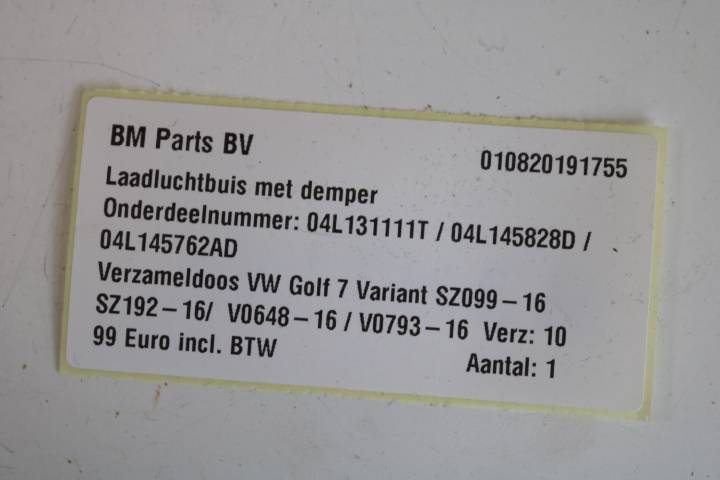 BM Parts BV 010820191755
Laadluchtbuis met demper
Onderdeelnummer: 04L131111T / 04L145828D /
04L145762AD
Verzameldoos VW Golf 7 Variant SZ099-16
SZ192-16/ V0648-16 / V0793-16 Verz: 10
99 Euro incl. BTW Aantal: 1